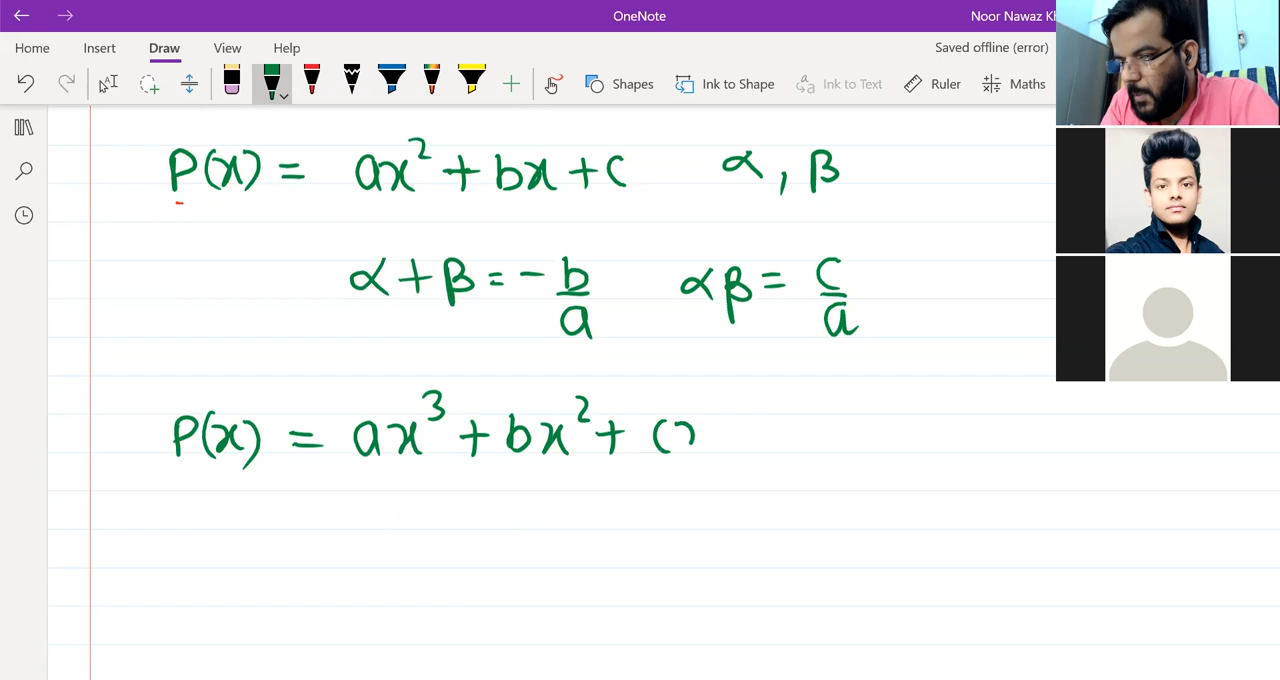 OneNote
Noor Nawaz Kh
Home Insert Draw View Help
Saved offline (error)
Shapes Ink to Shape Ink to Text Ruler Maths
P(x) = ax² + bx + c α , β
α + β = - b/a αβ = c/a
P(x) = ax³ + bx² + c